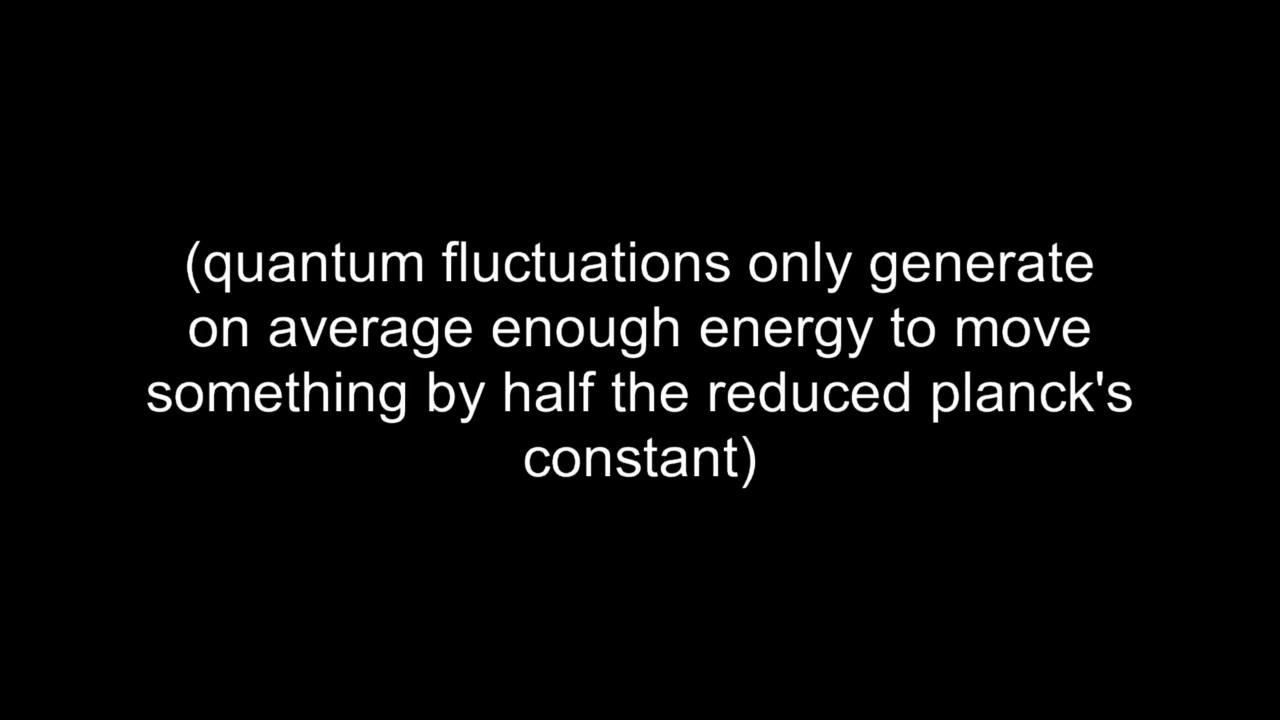 (quantum fluctuations only generate
on average enough energy to move
something by half the reduced planck's
constant)